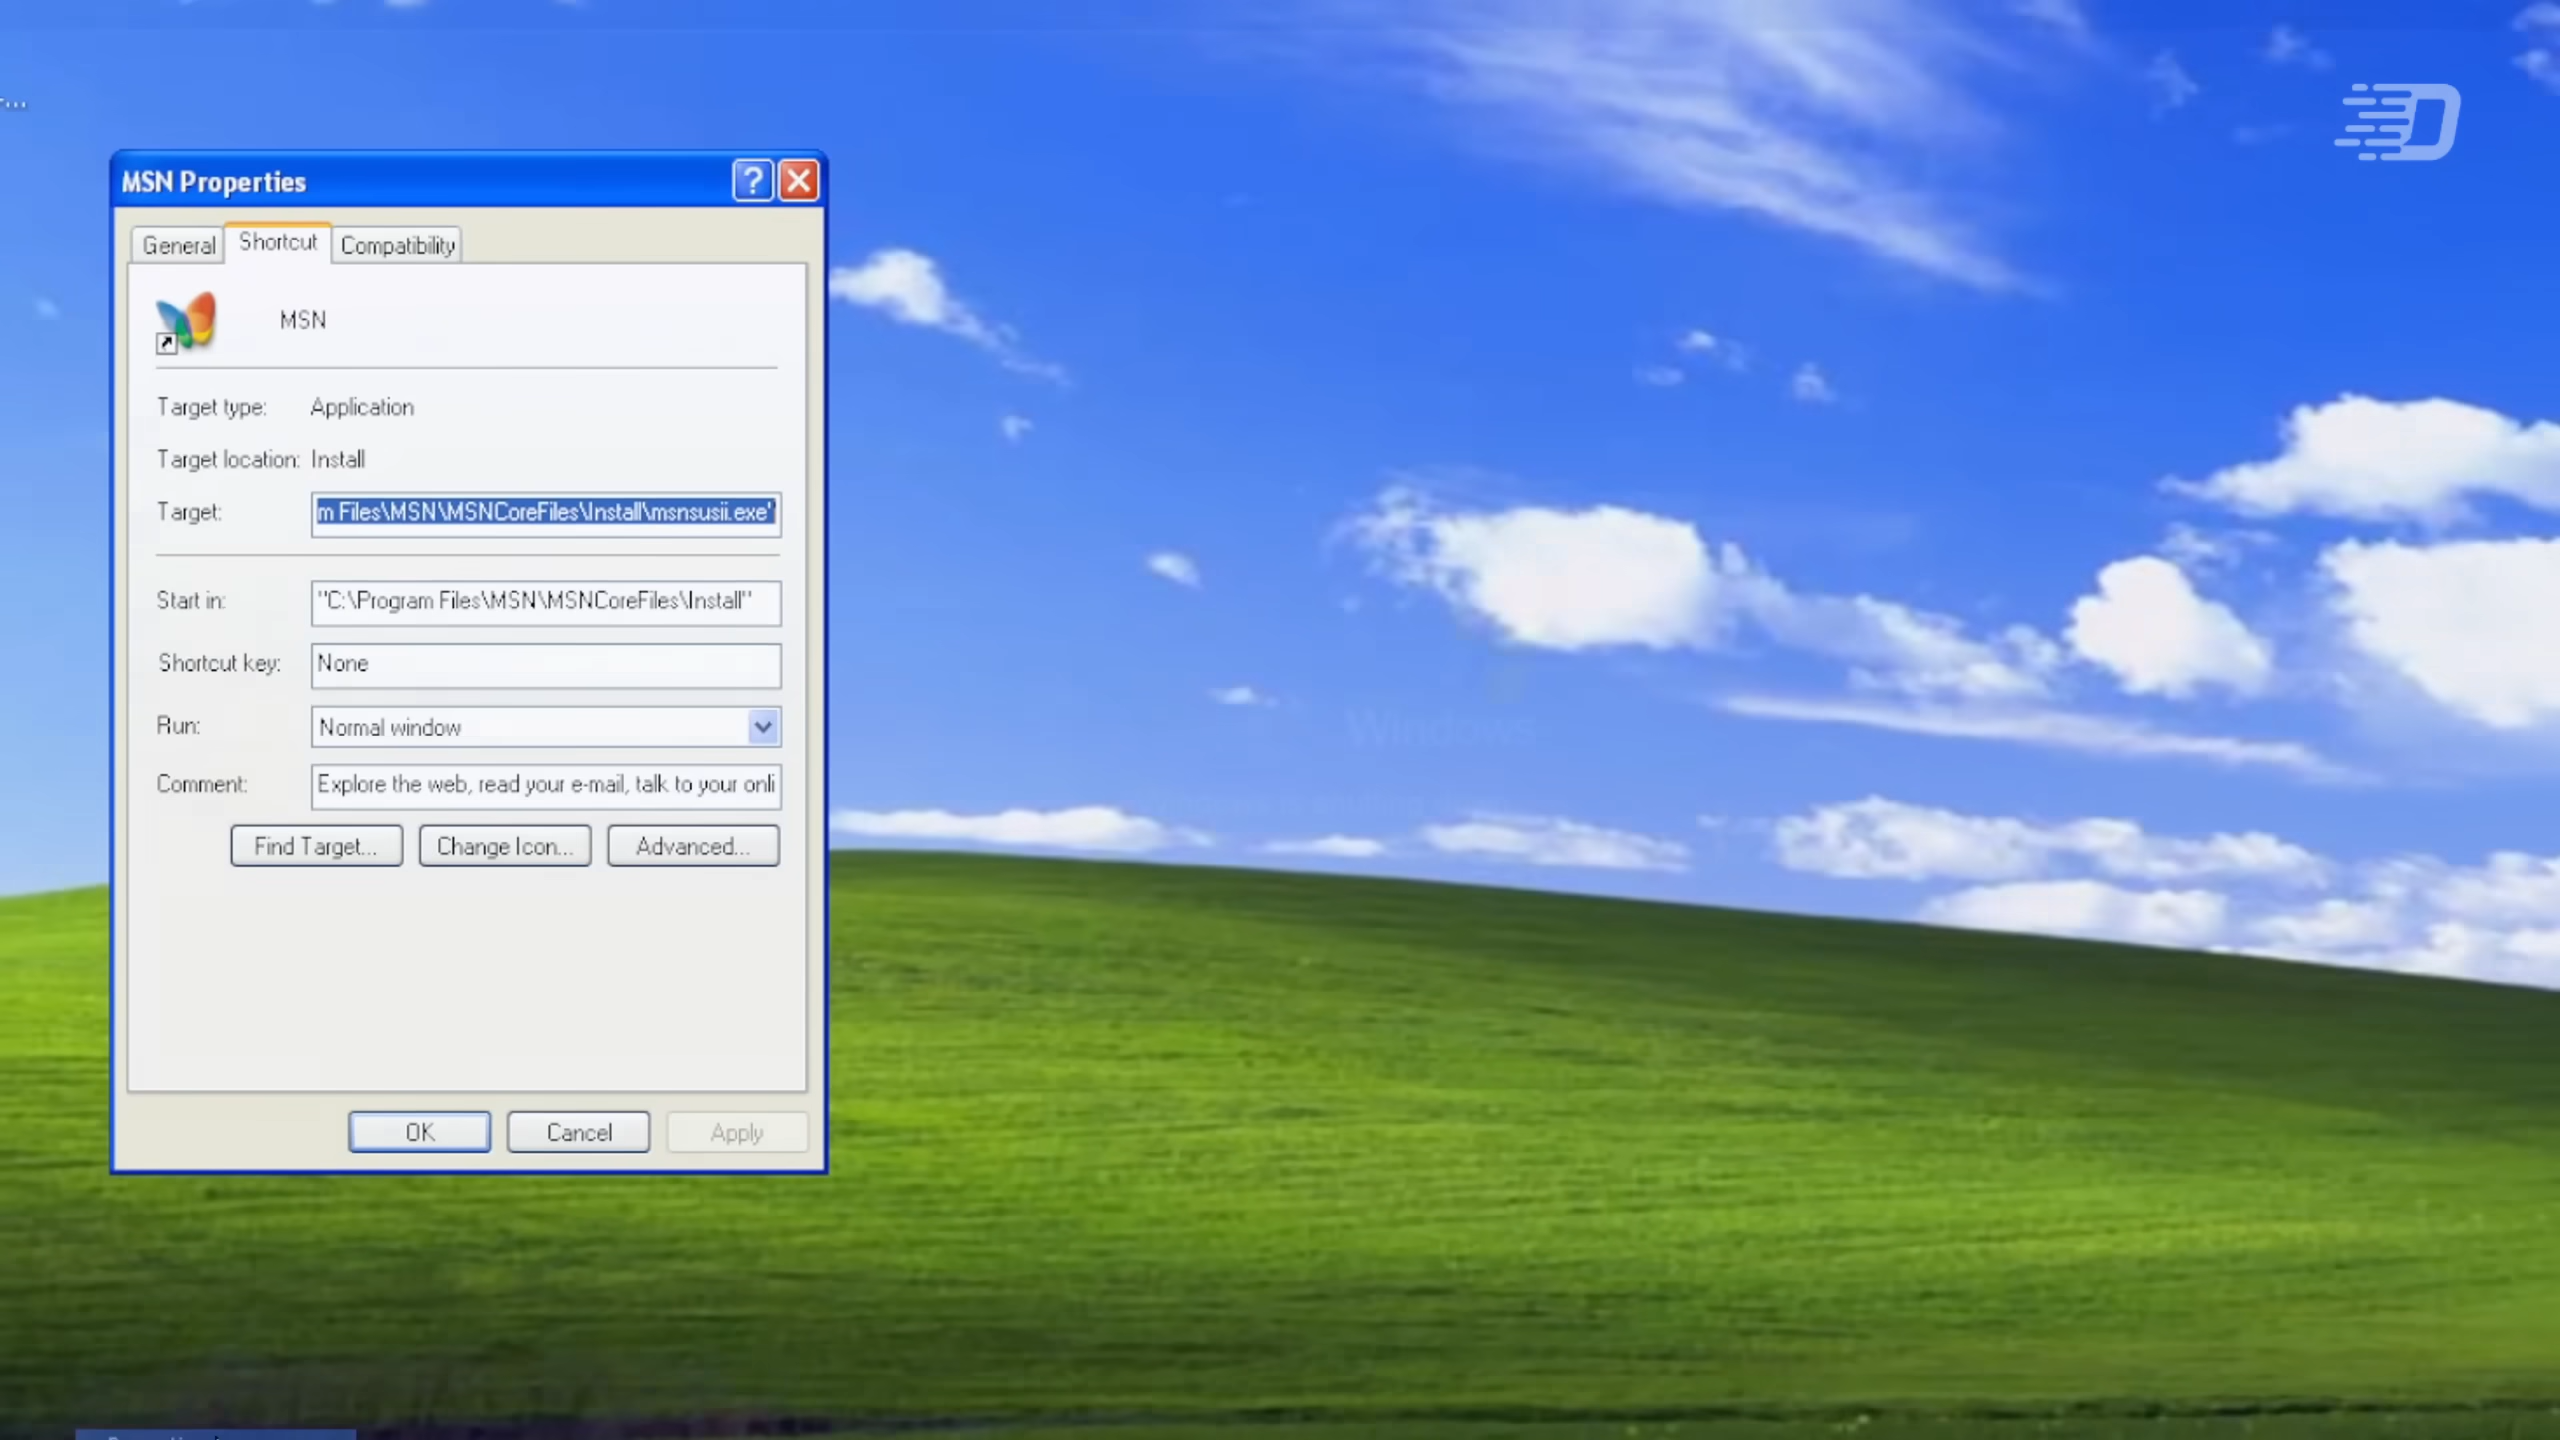 MSN Properties
General Shortcut Compatibility
MSN
Target type: Application
Target location: Install
Target: m Files\MSN\MSNCoreFiles\Install\msnsusii.exe"
Start in: "C:\Program Files\MSN\MSNCoreFiles\Install"
Shortcut key: None
Run: Normal window
Comment: Explore the web, read your e-mail, talk to your onli
Find Target... Change Icon... Advanced...
OK Cancel Apply
Windows